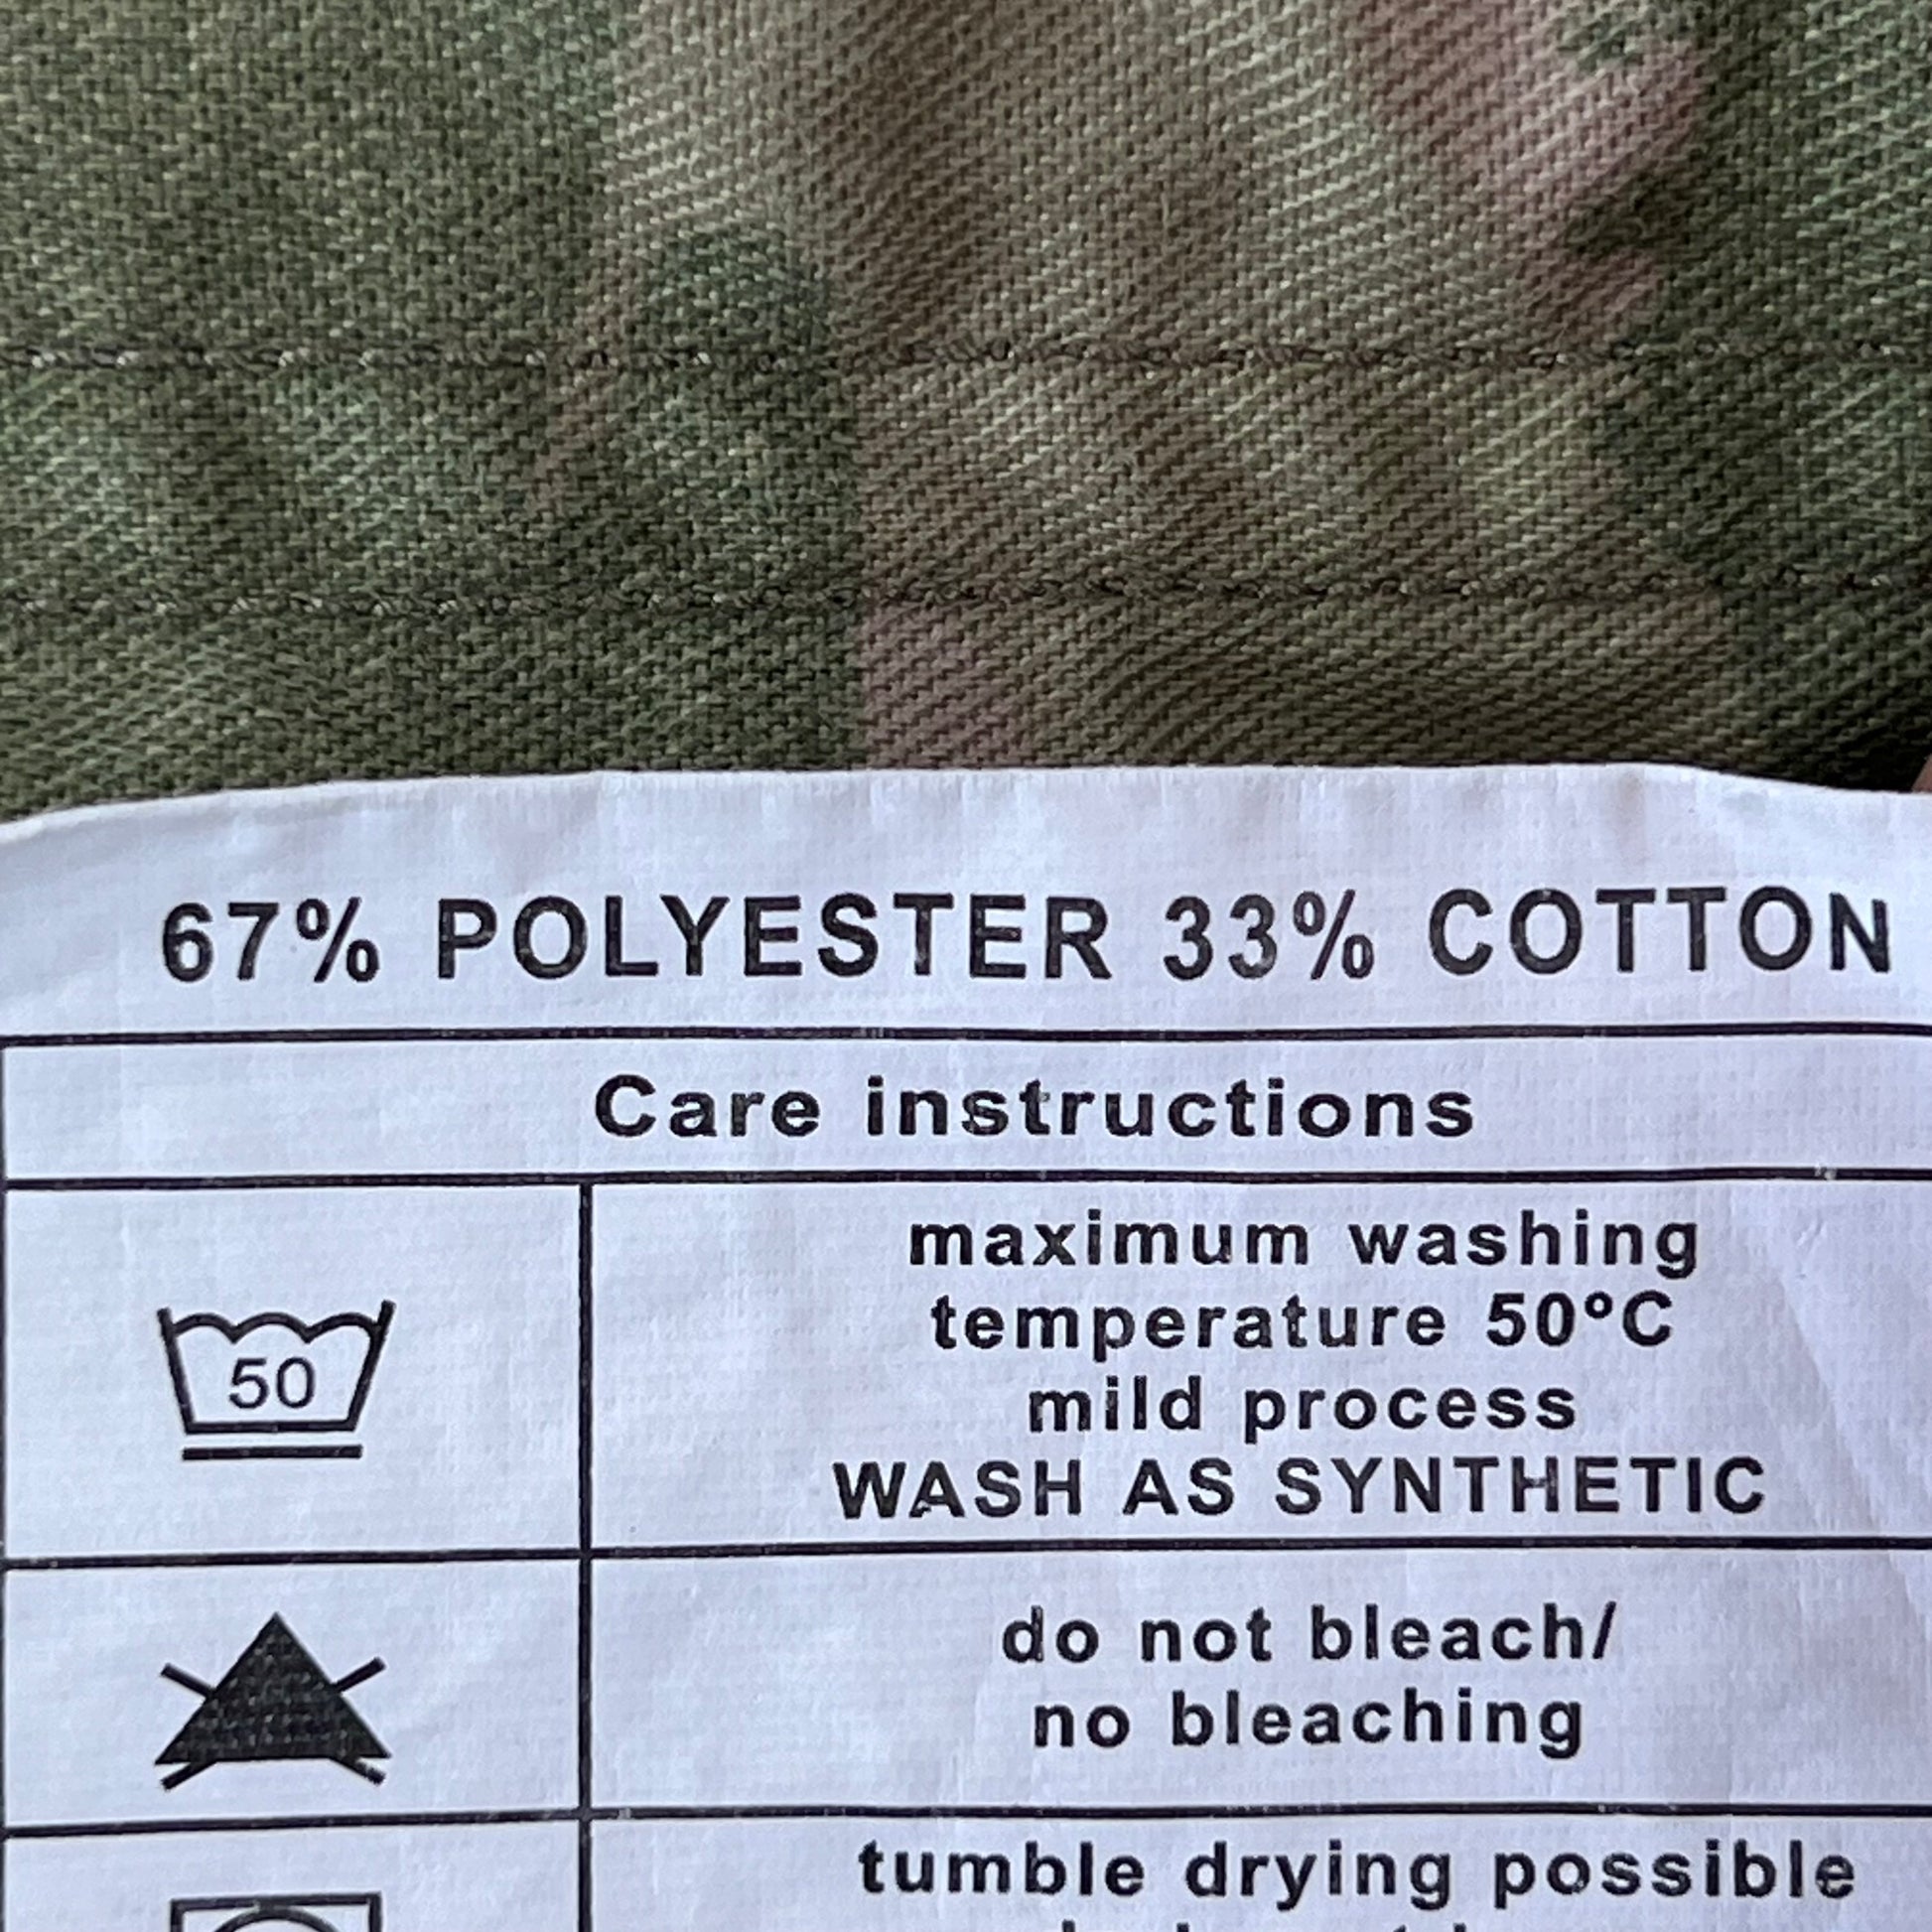 67% POLYESTER 33% COTTON
Care instructions
50
maximum washing
temperature 50ºC
mild process
WASH AS SYNTHETIC
do not bleach/
no bleaching
tumble drying possible